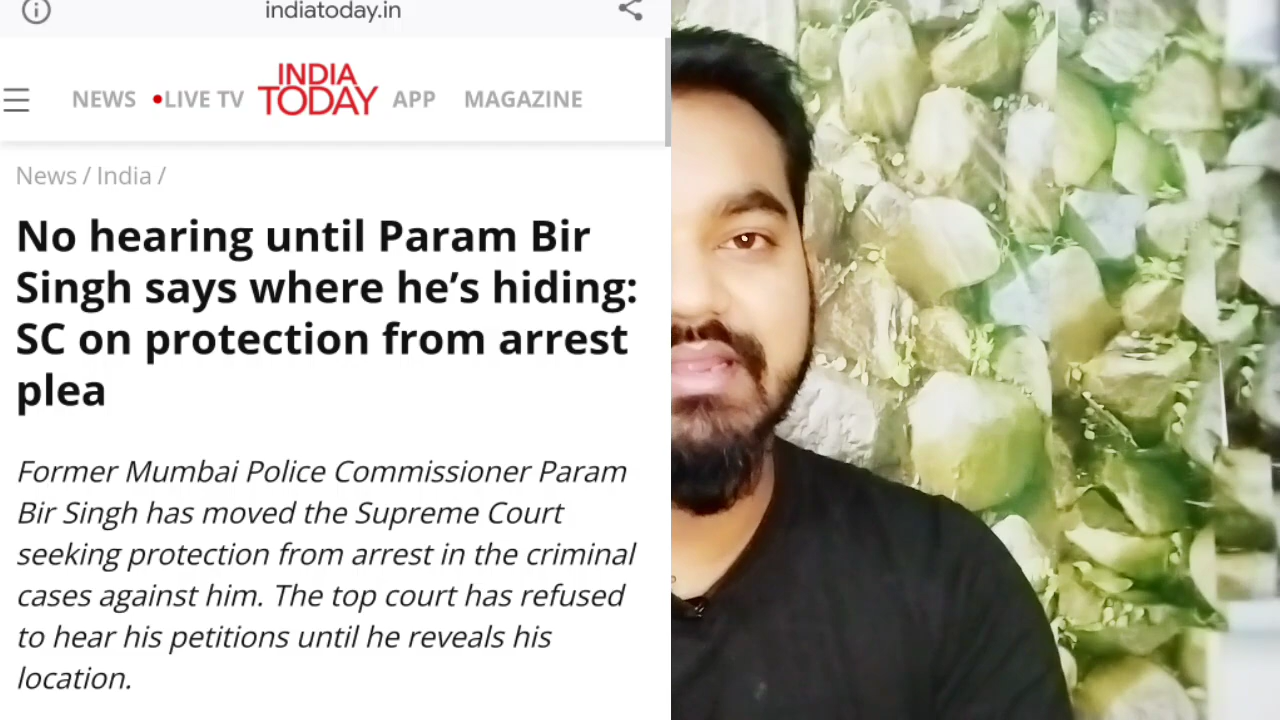 indiatoday.in
NEWS LIVE TV INDIA TODAY APP MAGAZINE
News / India /
No hearing until Param Bir
Singh says where he’s hiding:
SC on protection from arrest
plea
Former Mumbai Police Commissioner Param
Bir Singh has moved the Supreme Court
seeking protection from arrest in the criminal
cases against him. The top court has refused
to hear his petitions until he reveals his
location.